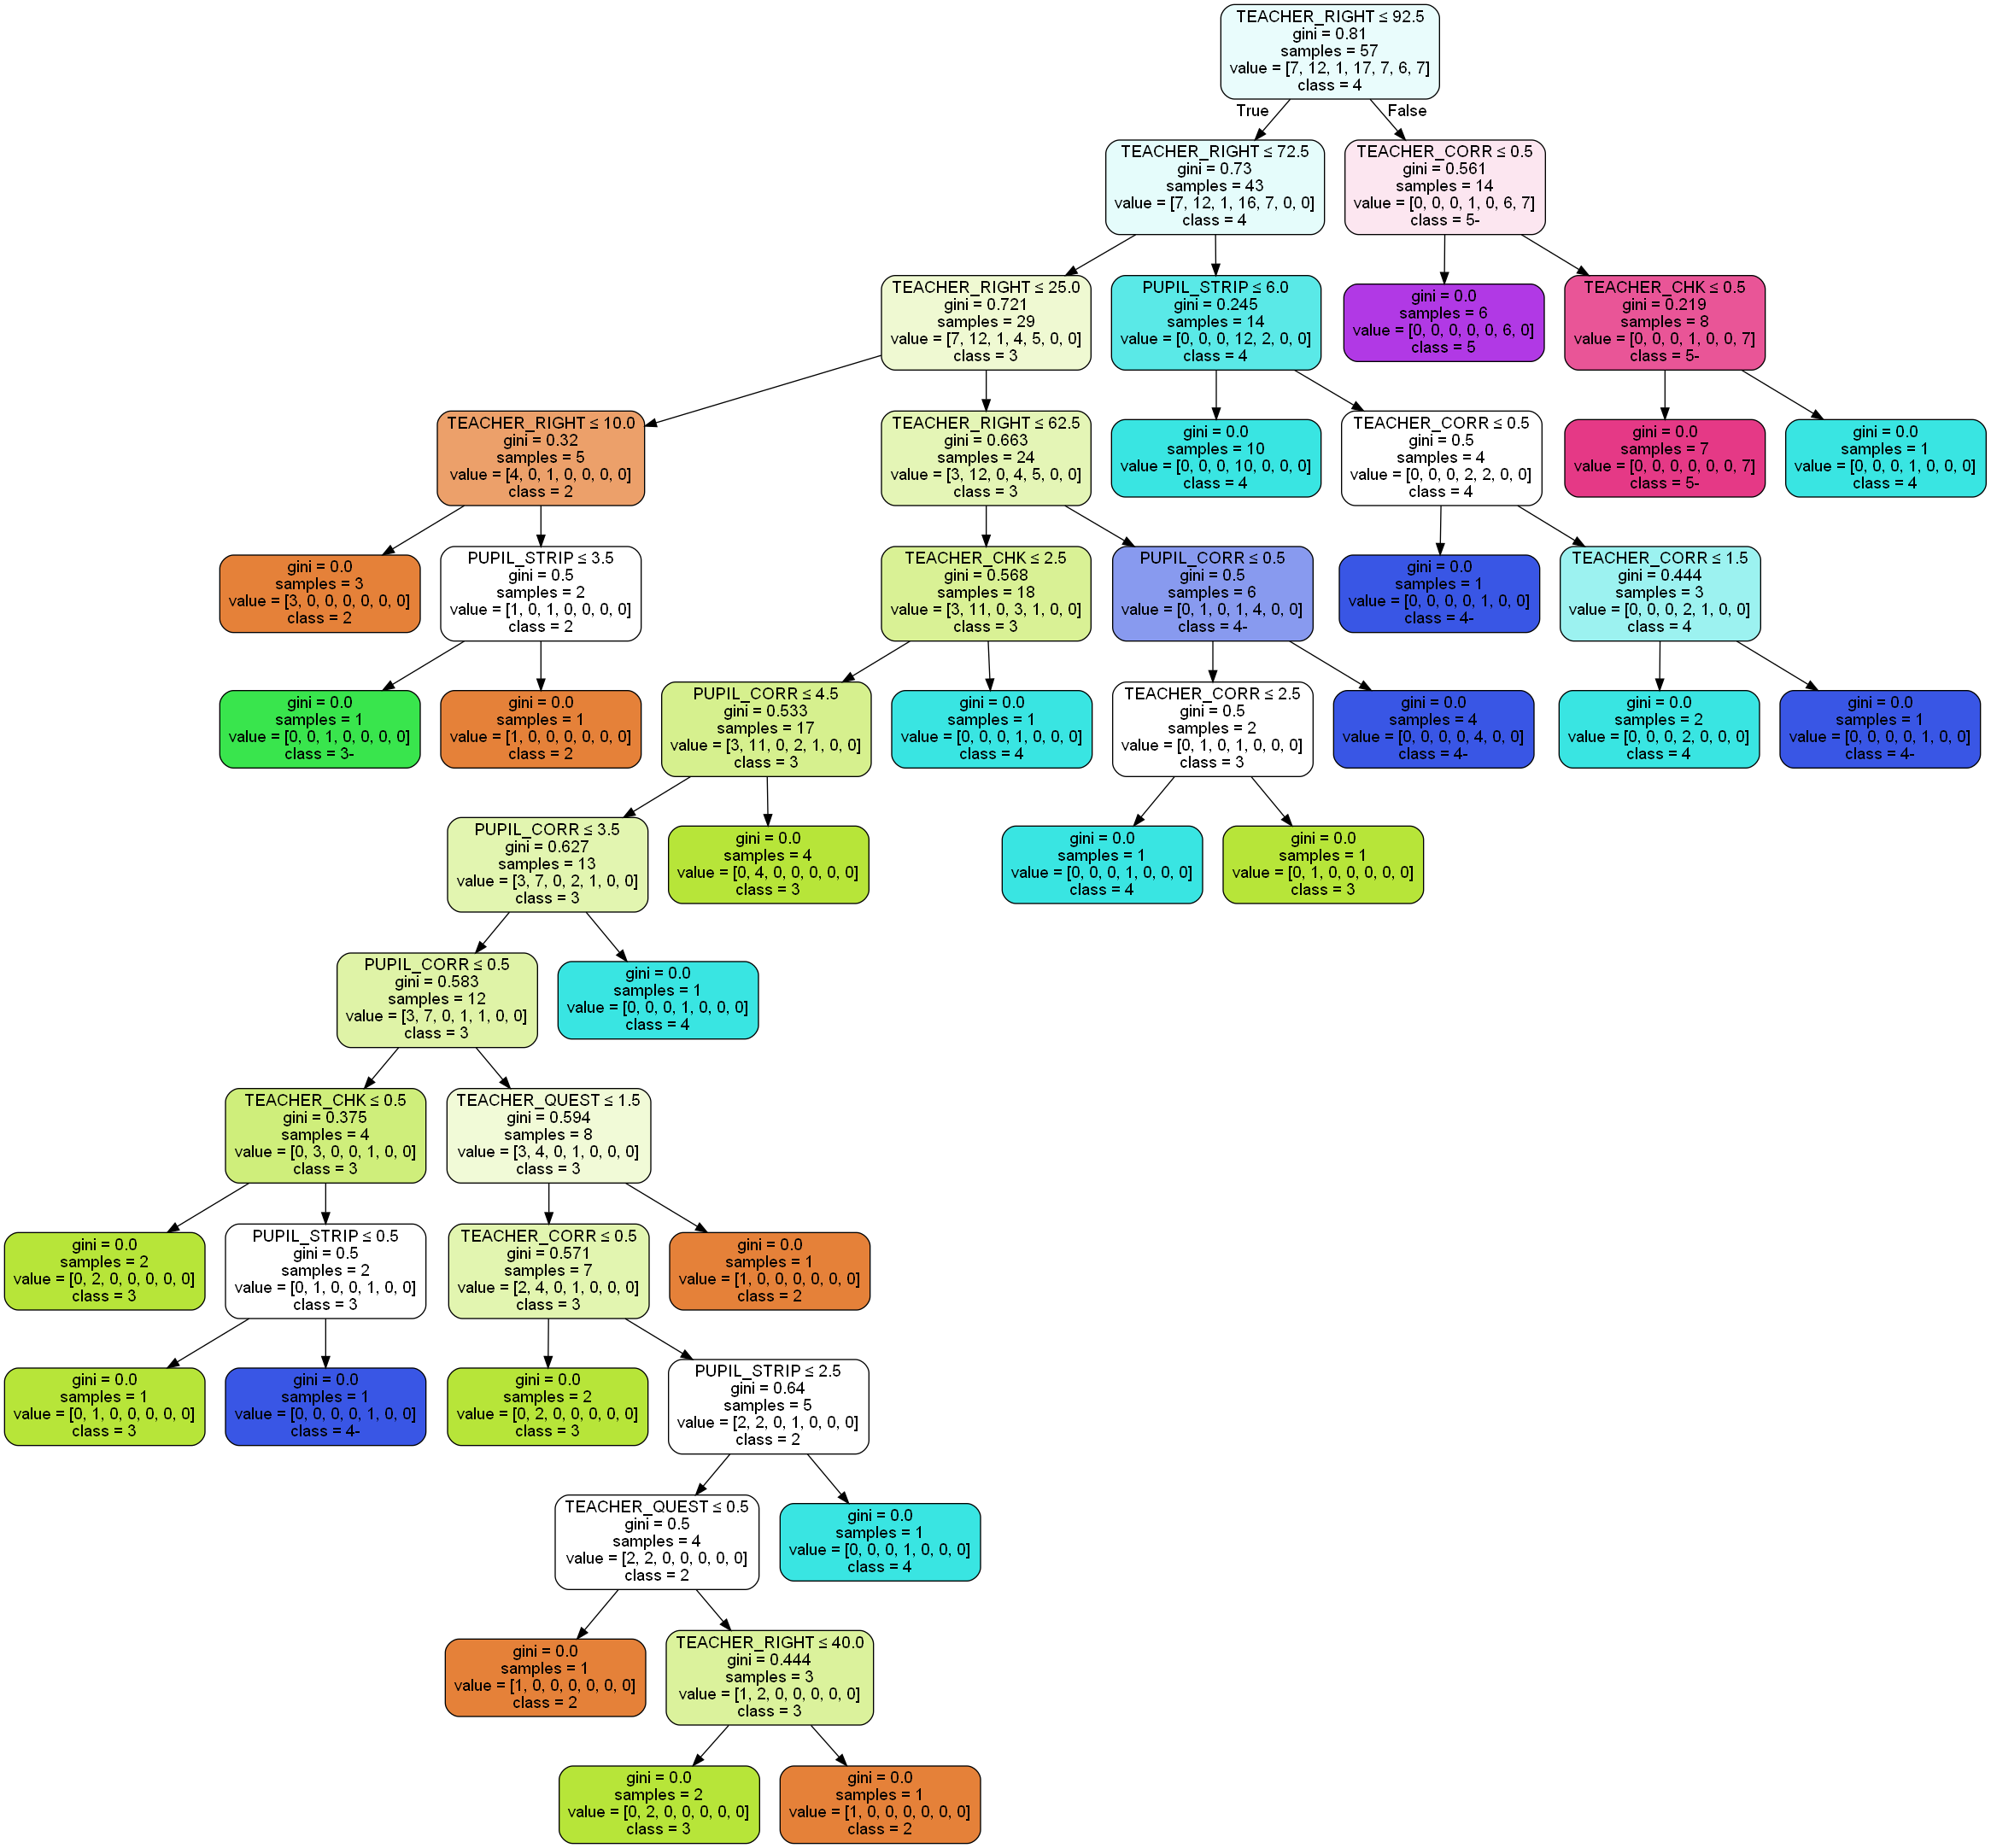 TEACHER_RIGHT ≤ 92.5
gini = 0.81
samples = 57
value = [7, 12, 1, 17, 7, 6, 7]
class = 4
True
False
TEACHER_RIGHT ≤ 72.5
gini = 0.73
samples = 43
value = [7, 12, 1, 16, 7, 0, 0]
class = 4
TEACHER_CORR ≤ 0.5
gini = 0.561
samples = 14
value = [0, 0, 0, 1, 0, 6, 7]
class = 5-
TEACHER_RIGHT ≤ 25.0
gini = 0.721
samples = 29
value = [7, 12, 1, 4, 5, 0, 0]
class = 3
PUPIL_STRIP ≤ 6.0
gini = 0.245
samples = 14
value = [0, 0, 0, 12, 2, 0, 0]
class = 4
gini = 0.0
samples = 6
value = [0, 0, 0, 0, 0, 6, 0]
class = 5
TEACHER_CHK ≤ 0.5
gini = 0.219
samples = 8
value = [0, 0, 0, 1, 0, 0, 7]
class = 5-
TEACHER_RIGHT ≤ 10.0
gini = 0.32
samples = 5
value = [4, 0, 1, 0, 0, 0, 0]
class = 2
TEACHER_RIGHT ≤ 62.5
gini = 0.663
samples = 24
value = [3, 12, 0, 4, 5, 0, 0]
class = 3
gini = 0.0
samples = 10
value = [0, 0, 0, 10, 0, 0, 0]
class = 4
TEACHER_CORR ≤ 0.5
gini = 0.5
samples = 4
value = [0, 0, 0, 2, 2, 0, 0]
class = 4
gini = 0.0
samples = 7
value = [0, 0, 0, 0, 0, 0, 7]
class = 5-
gini = 0.0
samples = 1
value = [0, 0, 0, 1, 0, 0, 0]
class = 4
gini = 0.0
samples = 3
value = [3, 0, 0, 0, 0, 0, 0]
class = 2
PUPIL_STRIP ≤ 3.5
gini = 0.5
samples = 2
value = [1, 0, 1, 0, 0, 0, 0]
class = 2
TEACHER_CHK ≤ 2.5
gini = 0.568
samples = 18
value = [3, 11, 0, 3, 1, 0, 0]
class = 3
PUPIL_CORR ≤ 0.5
gini = 0.5
samples = 6
value = [0, 1, 0, 1, 4, 0, 0]
class = 4-
gini = 0.0
samples = 1
value = [0, 0, 0, 0, 1, 0, 0]
class = 4-
TEACHER_CORR ≤ 1.5
gini = 0.444
samples = 3
value = [0, 0, 0, 2, 1, 0, 0]
class = 4
gini = 0.0
samples = 1
value = [0, 0, 1, 0, 0, 0, 0]
class = 3-
gini = 0.0
samples = 1
value = [1, 0, 0, 0, 0, 0, 0]
class = 2
PUPIL_CORR ≤ 4.5
gini = 0.533
samples = 17
value = [3, 11, 0, 2, 1, 0, 0]
class = 3
gini = 0.0
samples = 1
value = [0, 0, 0, 1, 0, 0, 0]
class = 4
TEACHER_CORR ≤ 2.5
gini = 0.5
samples = 2
value = [0, 1, 0, 1, 0, 0, 0]
class = 3
gini = 0.0
samples = 4
value = [0, 0, 0, 0, 4, 0, 0]
class = 4-
gini = 0.0
samples = 2
value = [0, 0, 0, 2, 0, 0, 0]
class = 4
gini = 0.0
samples = 1
value = [0, 0, 0, 0, 1, 0, 0]
class = 4-
PUPIL_CORR ≤ 3.5
gini = 0.627
samples = 13
value = [3, 7, 0, 2, 1, 0, 0]
class = 3
gini = 0.0
samples = 4
value = [0, 4, 0, 0, 0, 0, 0]
class = 3
gini = 0.0
samples = 1
value = [0, 0, 0, 1, 0, 0, 0]
class = 4
gini = 0.0
samples = 1
value = [0, 1, 0, 0, 0, 0, 0]
class = 3
PUPIL_CORR ≤ 0.5
gini = 0.583
samples = 12
value = [3, 7, 0, 1, 1, 0, 0]
class = 3
gini = 0.0
samples = 1
value = [0, 0, 0, 1, 0, 0, 0]
class = 4
TEACHER_CHK ≤ 0.5
gini = 0.375
samples = 4
value = [0, 3, 0, 0, 1, 0, 0]
class = 3
TEACHER_QUEST ≤ 1.5
gini = 0.594
samples = 8
value = [3, 4, 0, 1, 0, 0, 0]
class = 3
gini = 0.0
samples = 2
value = [0, 2, 0, 0, 0, 0, 0]
class = 3
PUPIL_STRIP ≤ 0.5
gini = 0.5
samples = 2
value = [0, 1, 0, 0, 1, 0, 0]
class = 3
TEACHER_CORR ≤ 0.5
gini = 0.571
samples = 7
value = [2, 4, 0, 1, 0, 0, 0]
class = 3
gini = 0.0
samples = 1
value = [1, 0, 0, 0, 0, 0, 0]
class = 2
gini = 0.0
samples = 1
value = [0, 1, 0, 0, 0, 0, 0]
class = 3
gini = 0.0
samples = 1
value = [0, 0, 0, 0, 1, 0, 0]
class = 4-
gini = 0.0
samples = 2
value = [0, 2, 0, 0, 0, 0, 0]
class = 3
PUPIL_STRIP ≤ 2.5
gini = 0.64
samples = 5
value = [2, 2, 0, 1, 0, 0, 0]
class = 2
TEACHER_QUEST ≤ 0.5
gini = 0.5
samples = 4
value = [2, 2, 0, 0, 0, 0, 0]
class = 2
gini = 0.0
samples = 1
value = [0, 0, 0, 1, 0, 0, 0]
class = 4
gini = 0.0
samples = 1
value = [1, 0, 0, 0, 0, 0, 0]
class = 2
TEACHER_RIGHT ≤ 40.0
gini = 0.444
samples = 3
value = [1, 2, 0, 0, 0, 0, 0]
class = 3
gini = 0.0
samples = 2
value = [0, 2, 0, 0, 0, 0, 0]
class = 3
gini = 0.0
samples = 1
value = [1, 0, 0, 0, 0, 0, 0]
class = 2